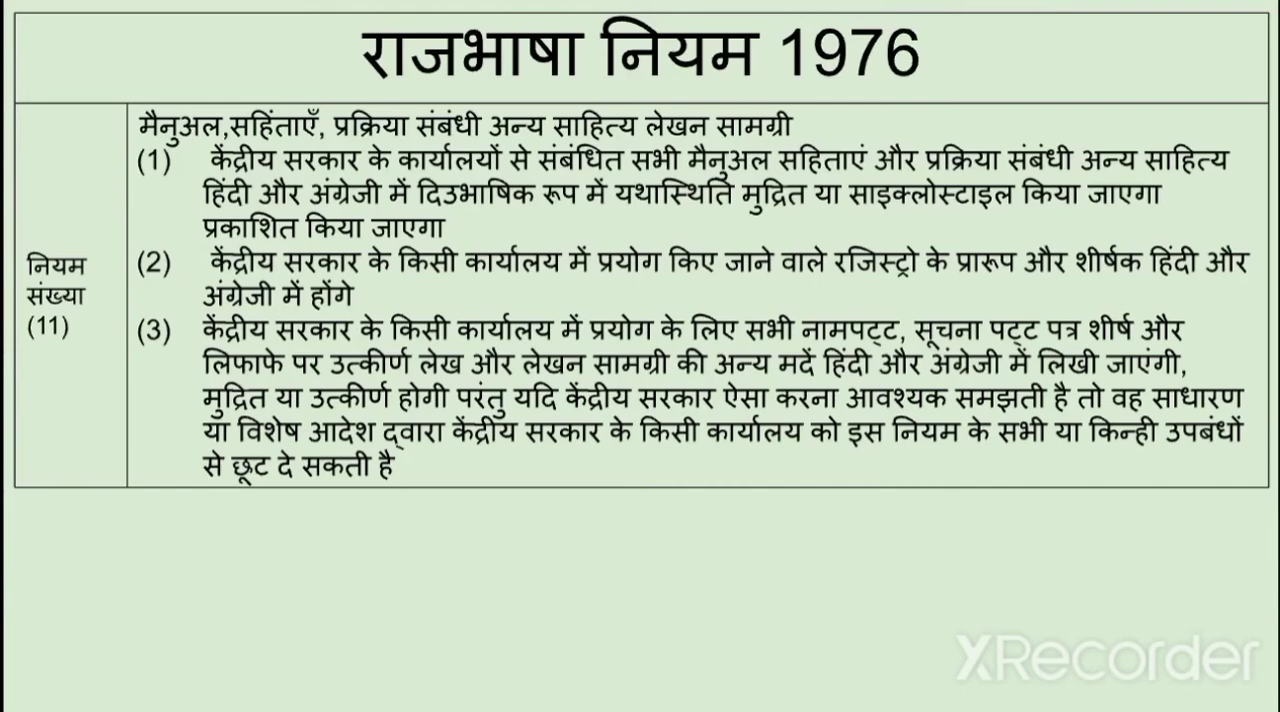 राजभाषा नियम 1976
मैनुअल,सहिंताएँ, प्रक्रिया संबंधी अन्य साहित्य लेखन सामग्री
(1) केंद्रीय सरकार के कार्यालयों से संबंधित सभी मैनुअल सहिताएं और प्रक्रिया संबंधी अन्य साहित्य
हिंदी और अंग्रेजी में दिउभाषिक रूप में यथास्थिति मुद्रित या साइक्लोस्टाइल किया जाएगा
प्रकाशित किया जाएगा
नियम
संख्या
(11)
(2) केंद्रीय सरकार के किसी कार्यालय में प्रयोग किए जाने वाले रजिस्ट्रो के प्रारूप और शीर्षक हिंदी और
अंग्रेजी में होंगे
(3) केंद्रीय सरकार के किसी कार्यालय में प्रयोग के लिए सभी नामपट्ट, सूचना पट्ट पत्र शीर्ष और
लिफाफे पर उत्कीर्ण लेख और लेखन सामग्री की अन्य मदें हिंदी और अंग्रेजी में लिखी जाएंगी,
मुद्रित या उत्कीर्ण होगी परंतु यदि केंद्रीय सरकार ऐसा करना आवश्यक समझती है तो वह साधारण
या विशेष आदेश द्वारा केंद्रीय सरकार के किसी कार्यालय को इस नियम के सभी या किन्ही उपबंधों
से छूट दे सकती है
XRecorder